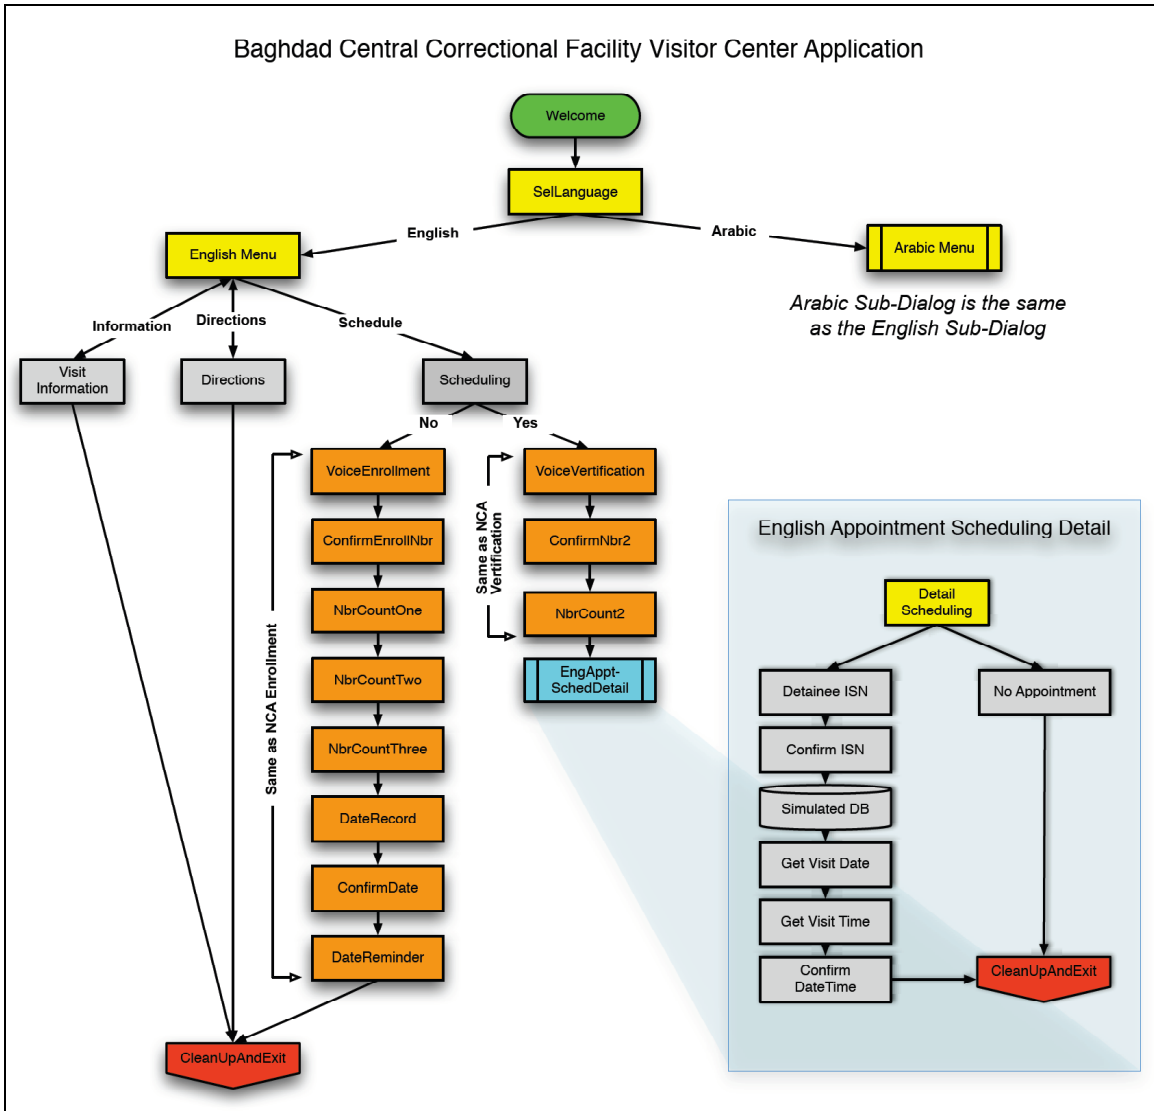 Baghdad Central Correctional Facility Visitor Center Application
Welcome
SelLanguage
English
Arabic
English Menu
Arabic Menu
Arabic Sub-Dialog is the same
as the English Sub-Dialog
Information
Directions
Schedule
Visit
Information
Directions
Scheduling
No
Yes
VoiceEnrollment
ConfirmEnrollNbr
NbrCountOne
NbrCountTwo
NbrCountThree
DateRecord
ConfirmDate
DateReminder
Same as NCA Enrollment
VoiceVertification
ConfirmNbr2
NbrCount2
EngAppt-
SchedDetail
Same as NCA
Vertification
CleanUpAndExit
English Appointment Scheduling Detail
Detail
Scheduling
Detainee ISN
No Appointment
Confirm ISN
Simulated DB
Get Visit Date
Get Visit Time
Confirm
DateTime
CleanUpAndExit